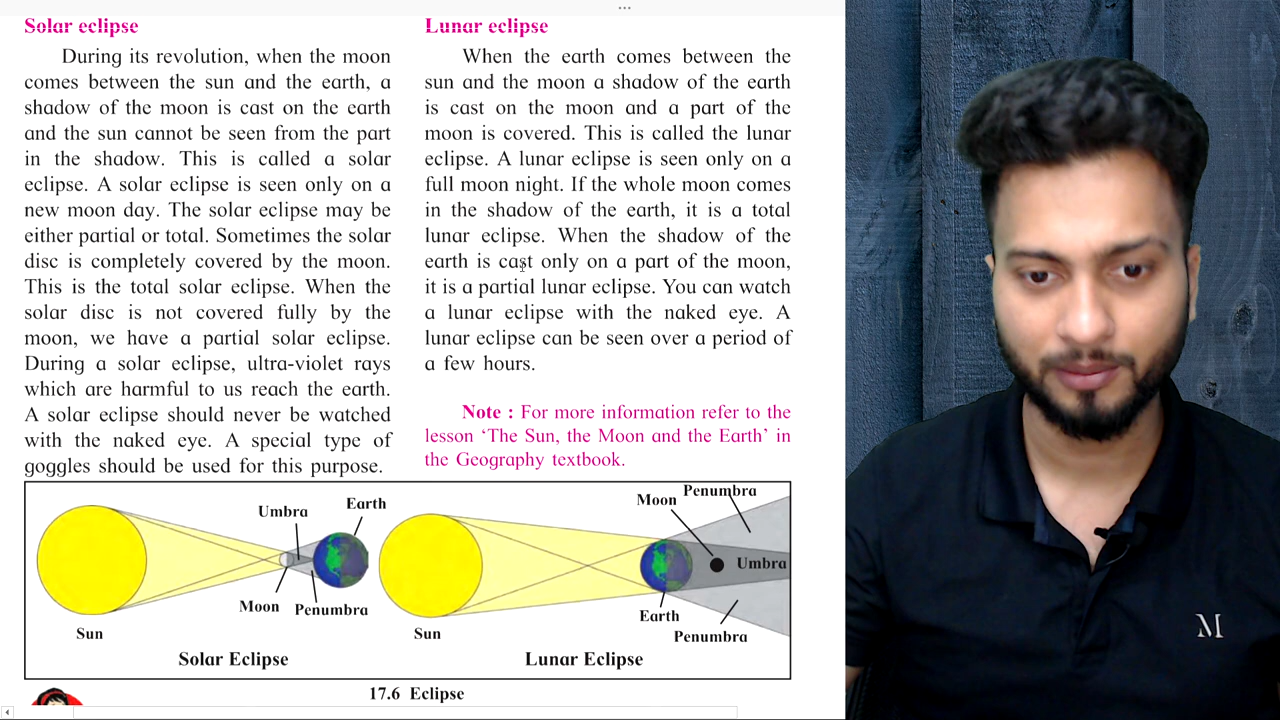 Solar eclipse
During its revolution, when the moon
comes between the sun and the earth, a
shadow of the moon is cast on the earth
and the sun cannot be seen from the part
in the shadow. This is called a solar
eclipse. A solar eclipse is seen only on a
new moon day. The solar eclipse may be
either partial or total. Sometimes the solar
disc is completely covered by the moon.
This is the total solar eclipse. When the
solar disc is not covered fully by the
moon, we have a partial solar eclipse.
During a solar eclipse, ultra-violet rays
which are harmful to us reach the earth.
A solar eclipse should never be watched
with the naked eye. A special type of
goggles should be used for this purpose.
Lunar eclipse
When the earth comes between the
sun and the moon a shadow of the earth
is cast on the moon and a part of the
moon is covered. This is called the lunar
eclipse. A lunar eclipse is seen only on a
full moon night. If the whole moon comes
in the shadow of the earth, it is a total
lunar eclipse. When the shadow of the
earth is cast only on a part of the moon,
it is a partial lunar eclipse. You can watch
a lunar eclipse with the naked eye. A
lunar eclipse can be seen over a period of
a few hours.
Note : For more information refer to the
lesson ‘The Sun, the Moon and the Earth’ in
the Geography textbook.
Umbra
Earth
Moon
Penumbra
Sun
Solar Eclipse
Moon
Penumbra
Umbra
Earth
Penumbra
Sun
Lunar Eclipse
17.6 Eclipse
M